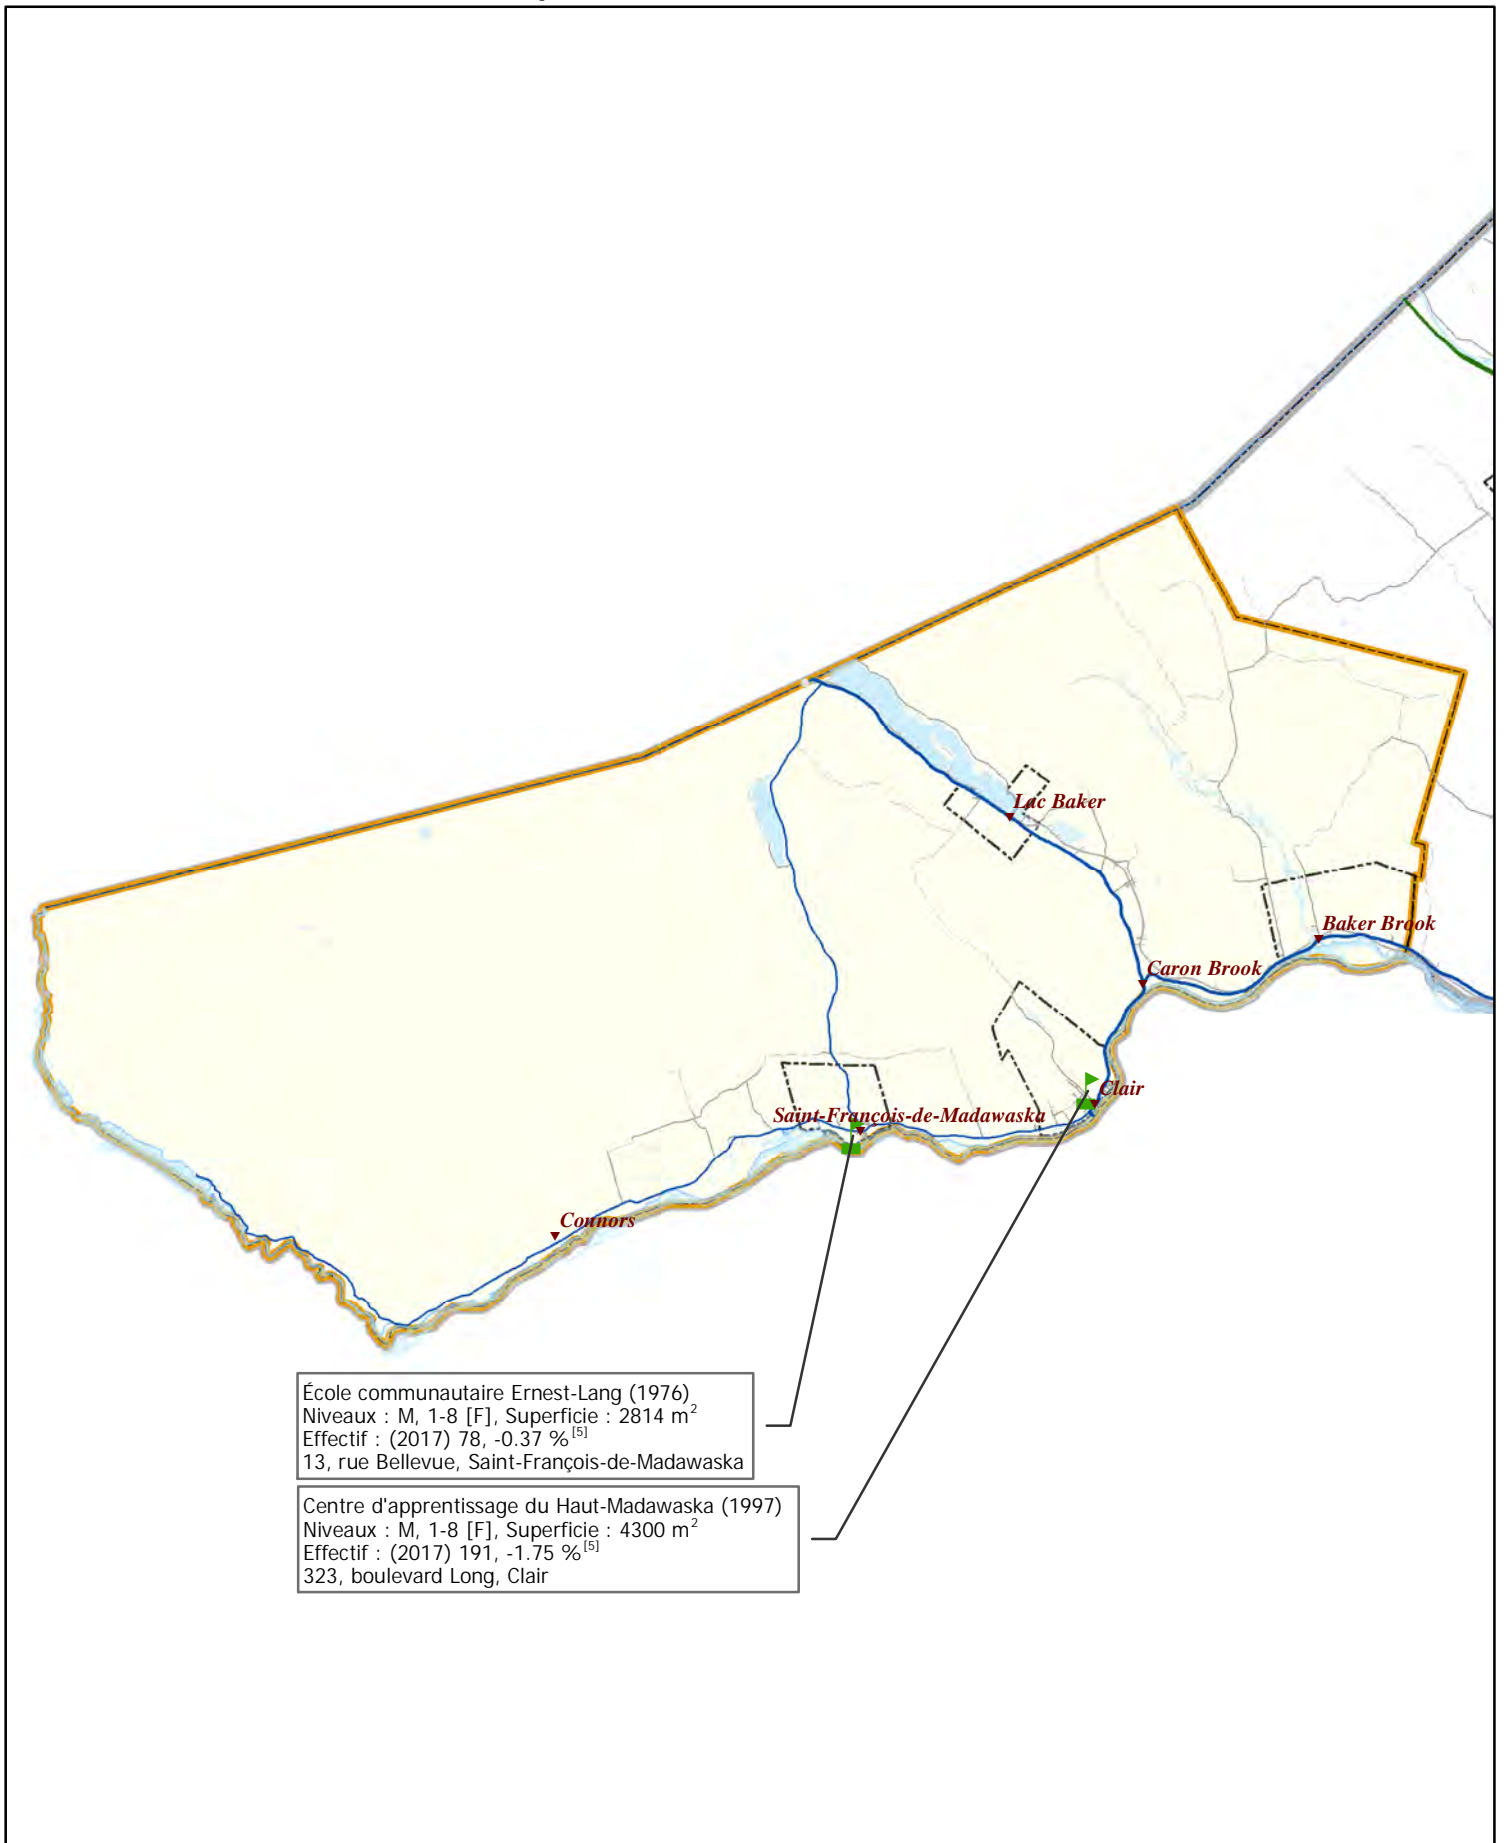 Lac Baker
Baker Brook
Caron Brook
Clair
Saint-François-de-Madawaska
Connors
École communautaire Ernest-Lang (1976)
Niveaux : M, 1-8 [F], Superficie : 2814 m²
Effectif : (2017) 78, -0.37 % [5]
13, rue Bellevue, Saint-François-de-Madawaska
Centre d'apprentissage du Haut-Madawaska (1997)
Niveaux : M, 1-8 [F], Superficie : 4300 m²
Effectif : (2017) 191, -1.75 % [5]
323, boulevard Long, Clair